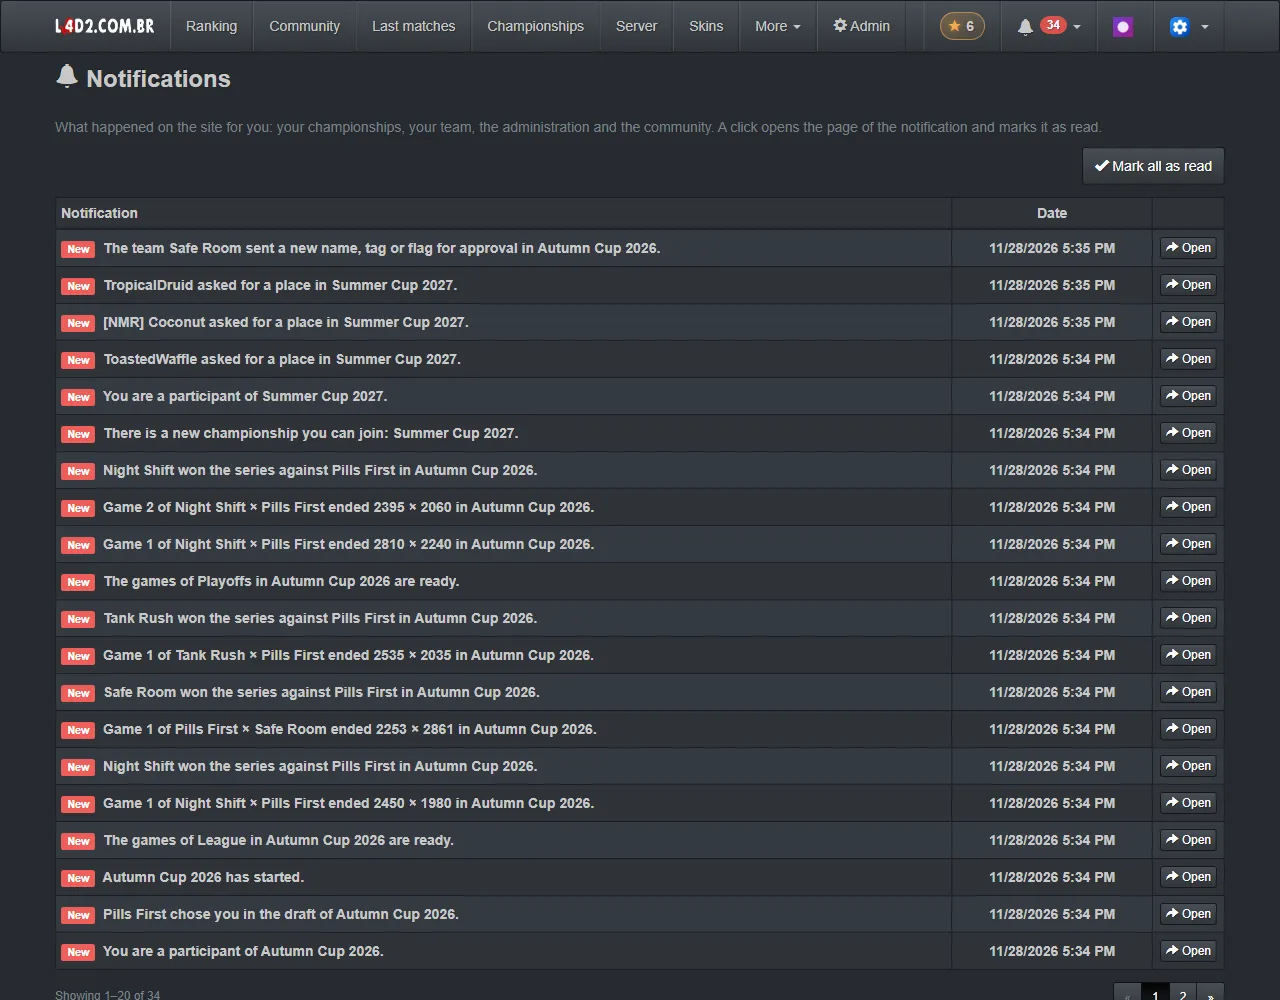 L4D2.COM.BR Ranking Community Last matches Championships Server Skins More Admin 6 34
Notifications
What happened on the site for you: your championships, your team, the administration and the community. A click opens the page of the notification and marks it as read.
Mark all as read
Notification Date
New The team Safe Room sent a new name, tag or flag for approval in Autumn Cup 2026. 11/28/2026 5:35 PM Open
New TropicalDruid asked for a place in Summer Cup 2027. 11/28/2026 5:35 PM Open
New [NMR] Coconut asked for a place in Summer Cup 2027. 11/28/2026 5:35 PM Open
New ToastedWaffle asked for a place in Summer Cup 2027. 11/28/2026 5:34 PM Open
New You are a participant of Summer Cup 2027. 11/28/2026 5:34 PM Open
New There is a new championship you can join: Summer Cup 2027. 11/28/2026 5:34 PM Open
New Night Shift won the series against Pills First in Autumn Cup 2026. 11/28/2026 5:34 PM Open
New Game 2 of Night Shift × Pills First ended 2395 × 2060 in Autumn Cup 2026. 11/28/2026 5:34 PM Open
New Game 1 of Night Shift × Pills First ended 2810 × 2240 in Autumn Cup 2026. 11/28/2026 5:34 PM Open
New The games of Playoffs in Autumn Cup 2026 are ready. 11/28/2026 5:34 PM Open
New Tank Rush won the series against Pills First in Autumn Cup 2026. 11/28/2026 5:34 PM Open
New Game 1 of Tank Rush × Pills First ended 2535 × 2035 in Autumn Cup 2026. 11/28/2026 5:34 PM Open
New Safe Room won the series against Pills First in Autumn Cup 2026. 11/28/2026 5:34 PM Open
New Game 1 of Pills First × Safe Room ended 2253 × 2861 in Autumn Cup 2026. 11/28/2026 5:34 PM Open
New Night Shift won the series against Pills First in Autumn Cup 2026. 11/28/2026 5:34 PM Open
New Game 1 of Night Shift × Pills First ended 2450 × 1980 in Autumn Cup 2026. 11/28/2026 5:34 PM Open
New The games of League in Autumn Cup 2026 are ready. 11/28/2026 5:34 PM Open
New Autumn Cup 2026 has started. 11/28/2026 5:34 PM Open
New Pills First chose you in the draft of Autumn Cup 2026. 11/28/2026 5:34 PM Open
New You are a participant of Autumn Cup 2026. 11/28/2026 5:34 PM Open
Showing 1–20 of 34 « 1 2 »